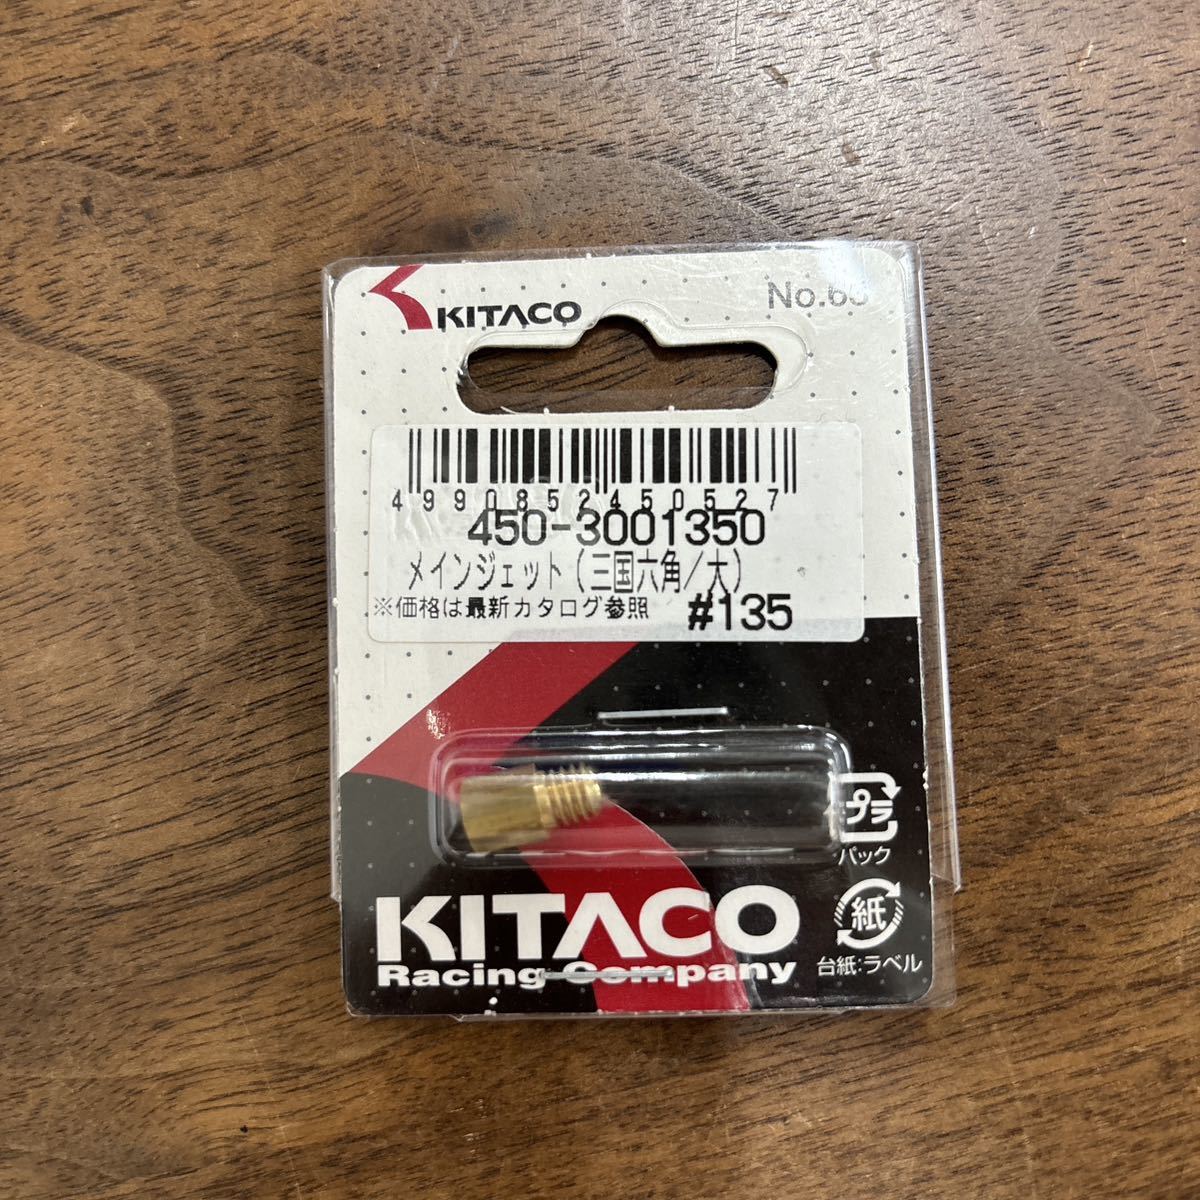 KITACO
4990852450527
450-3001350
メインジェット(三国六角/大)
※価格は最新カタログ参照 #135
プラ
パック
KITACO
Racing Company
紙
台紙:ラベル